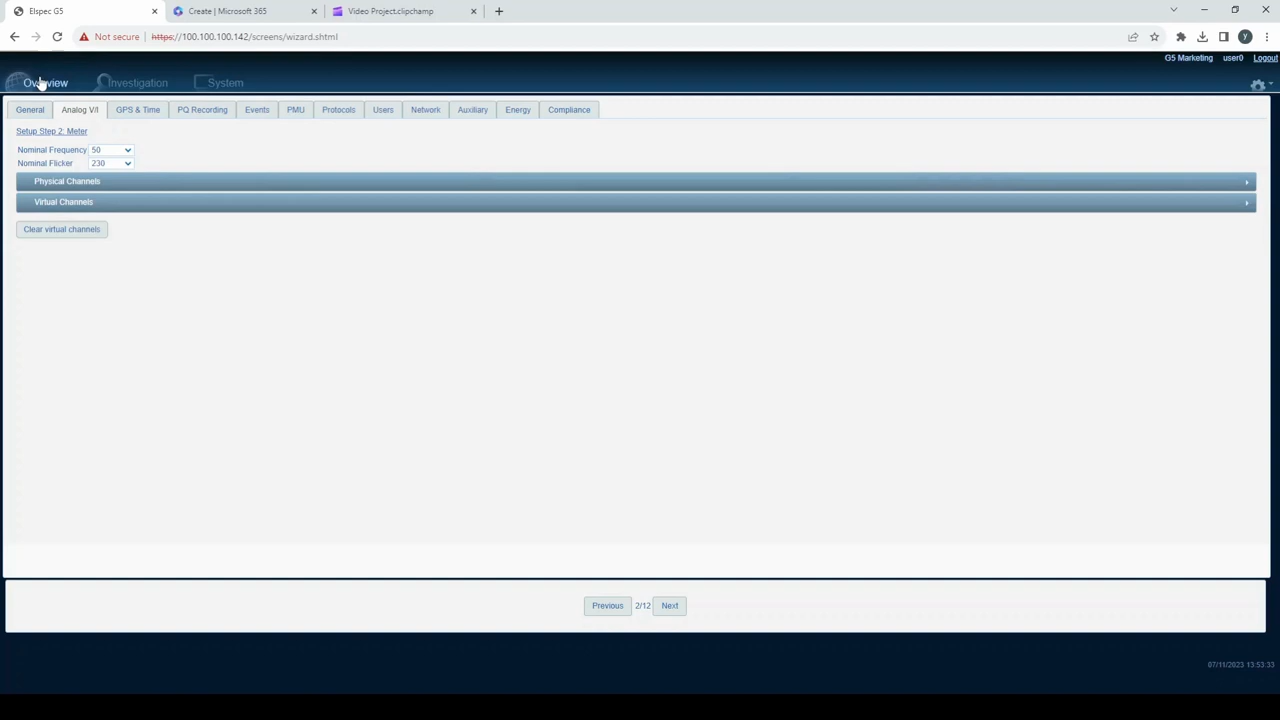 Elspec G5
Create | Microsoft 365
Video Project.clipchamp
Not secure
https://100.100.100.142/screens/wizard.shtml
y
G5 Marketing user0 Logout
Overview Investigation System
General Analog V/I GPS & Time PQ Recording Events PMU Protocols Users Network Auxiliary Energy Compliance
Setup Step 2: Meter
Nominal Frequency 50
Nominal Flicker 230
Physical Channels
Virtual Channels
Clear virtual channels
Previous 2/12 Next
07/11/2023 13:53:33